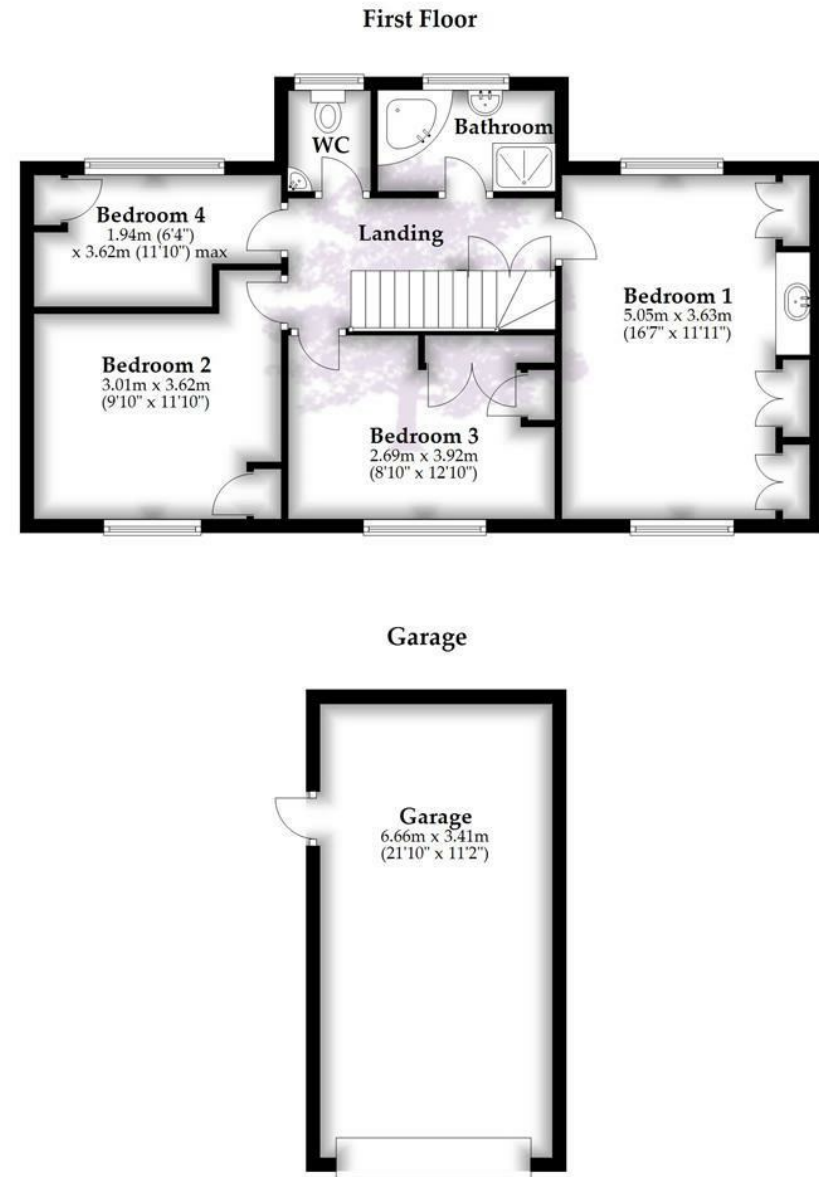 First Floor
WC
Bathroom
Bedroom 4
1.94m (6'4")
x 3.62m (11'10") max
Landing
Bedroom 1
5.05m x 3.63m
(16'7" x 11'11")
Bedroom 2
3.01m x 3.62m
(9'10" x 11'10")
Bedroom 3
2.69m x 3.92m
(8'10" x 12'10")
Garage
Garage
6.66m x 3.41m
(21'10" x 11'2")